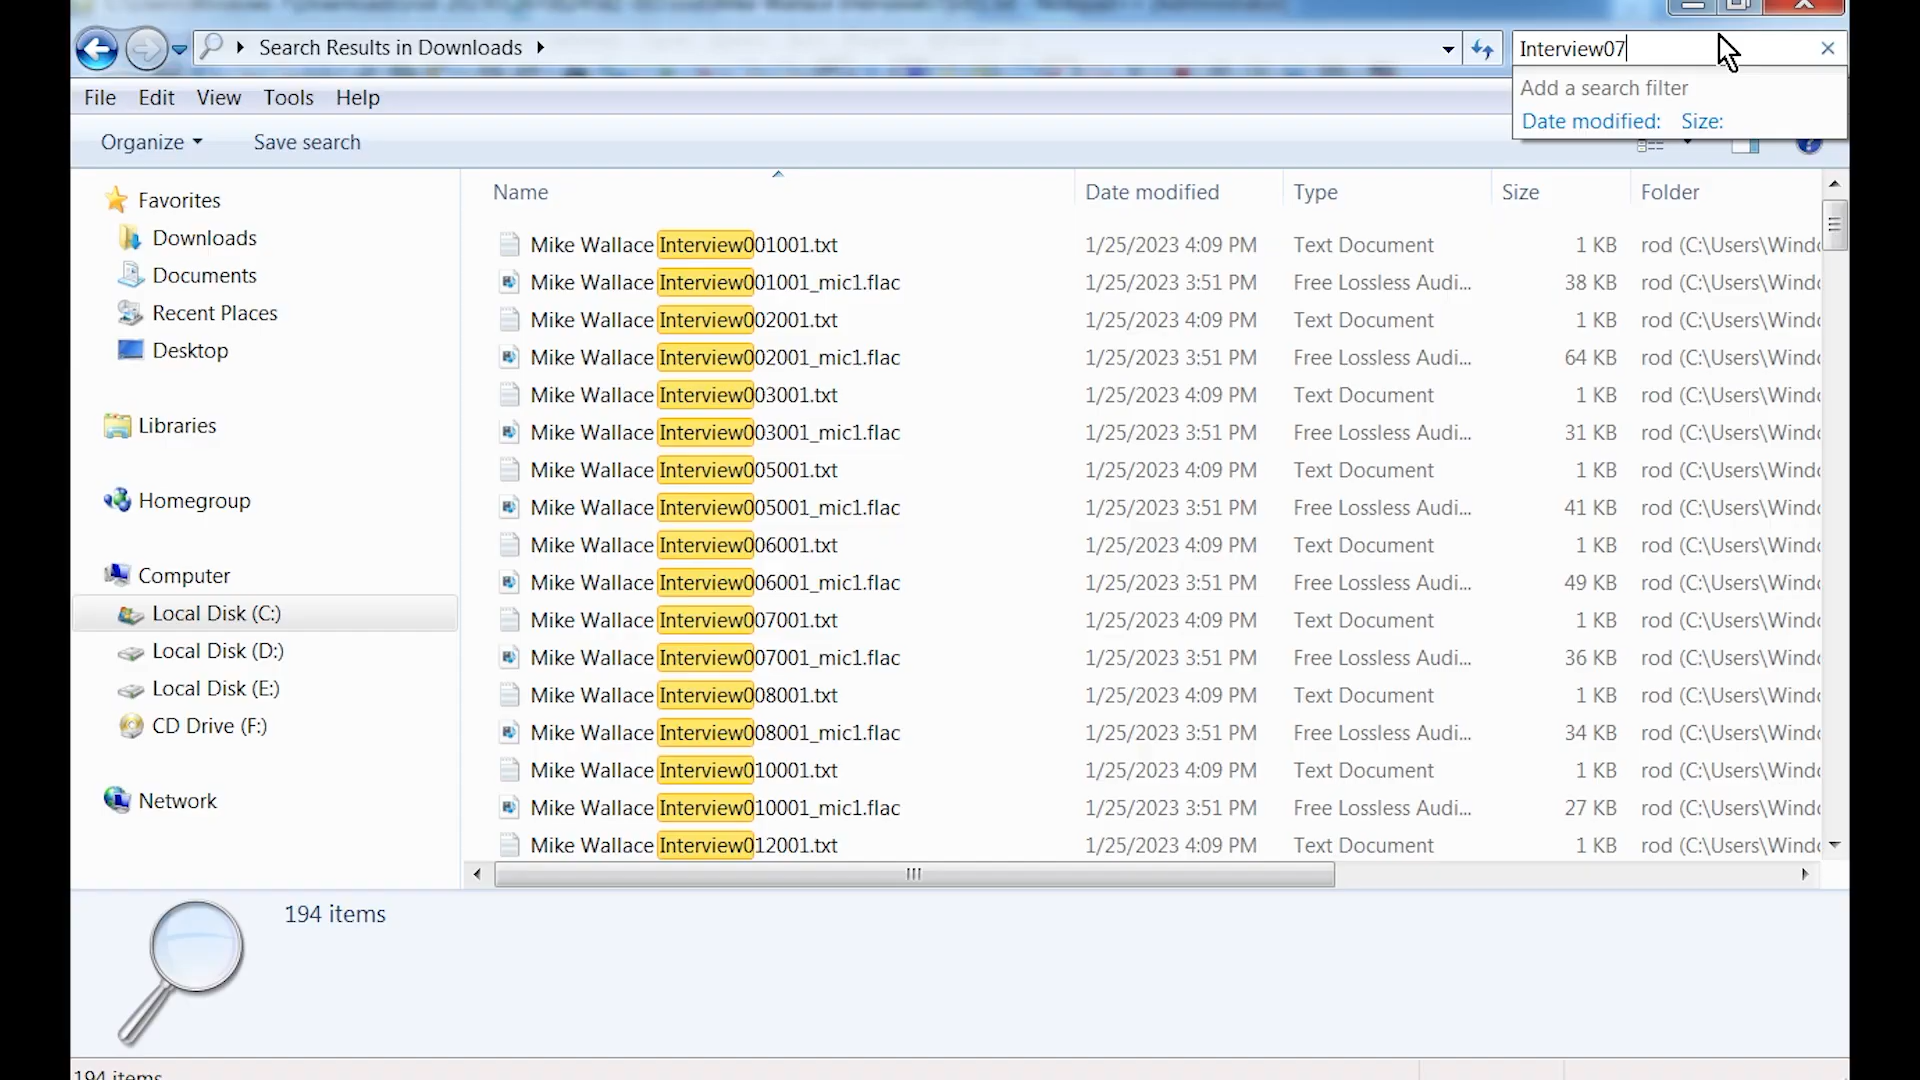 Search Results in Downloads
Interview07
File Edit View Tools Help
Add a search filter
Date modified: Size:
Organize Save search
Name Date modified Type Size Folder
Favorites
Downloads
Documents
Recent Places
Desktop
Libraries
Homegroup
Computer
Local Disk (C:)
Local Disk (D:)
Local Disk (E:)
CD Drive (F:)
Network
Mike Wallace Interview001001.txt 1/25/2023 4:09 PM Text Document 1 KB rod (C:\Users\Windo
Mike Wallace Interview001001_mic1.flac 1/25/2023 3:51 PM Free Lossless Audi... 38 KB rod (C:\Users\Windo
Mike Wallace Interview002001.txt 1/25/2023 4:09 PM Text Document 1 KB rod (C:\Users\Windo
Mike Wallace Interview002001_mic1.flac 1/25/2023 3:51 PM Free Lossless Audi... 64 KB rod (C:\Users\Windo
Mike Wallace Interview003001.txt 1/25/2023 4:09 PM Text Document 1 KB rod (C:\Users\Windo
Mike Wallace Interview003001_mic1.flac 1/25/2023 3:51 PM Free Lossless Audi... 31 KB rod (C:\Users\Windo
Mike Wallace Interview005001.txt 1/25/2023 4:09 PM Text Document 1 KB rod (C:\Users\Windo
Mike Wallace Interview005001_mic1.flac 1/25/2023 3:51 PM Free Lossless Audi... 41 KB rod (C:\Users\Windo
Mike Wallace Interview006001.txt 1/25/2023 4:09 PM Text Document 1 KB rod (C:\Users\Windo
Mike Wallace Interview006001_mic1.flac 1/25/2023 3:51 PM Free Lossless Audi... 49 KB rod (C:\Users\Windo
Mike Wallace Interview007001.txt 1/25/2023 4:09 PM Text Document 1 KB rod (C:\Users\Windo
Mike Wallace Interview007001_mic1.flac 1/25/2023 3:51 PM Free Lossless Audi... 36 KB rod (C:\Users\Windo
Mike Wallace Interview008001.txt 1/25/2023 4:09 PM Text Document 1 KB rod (C:\Users\Windo
Mike Wallace Interview008001_mic1.flac 1/25/2023 3:51 PM Free Lossless Audi... 34 KB rod (C:\Users\Windo
Mike Wallace Interview010001.txt 1/25/2023 4:09 PM Text Document 1 KB rod (C:\Users\Windo
Mike Wallace Interview010001_mic1.flac 1/25/2023 3:51 PM Free Lossless Audi... 27 KB rod (C:\Users\Windo
Mike Wallace Interview012001.txt 1/25/2023 4:09 PM Text Document 1 KB rod (C:\Users\Windo
194 items
194 items